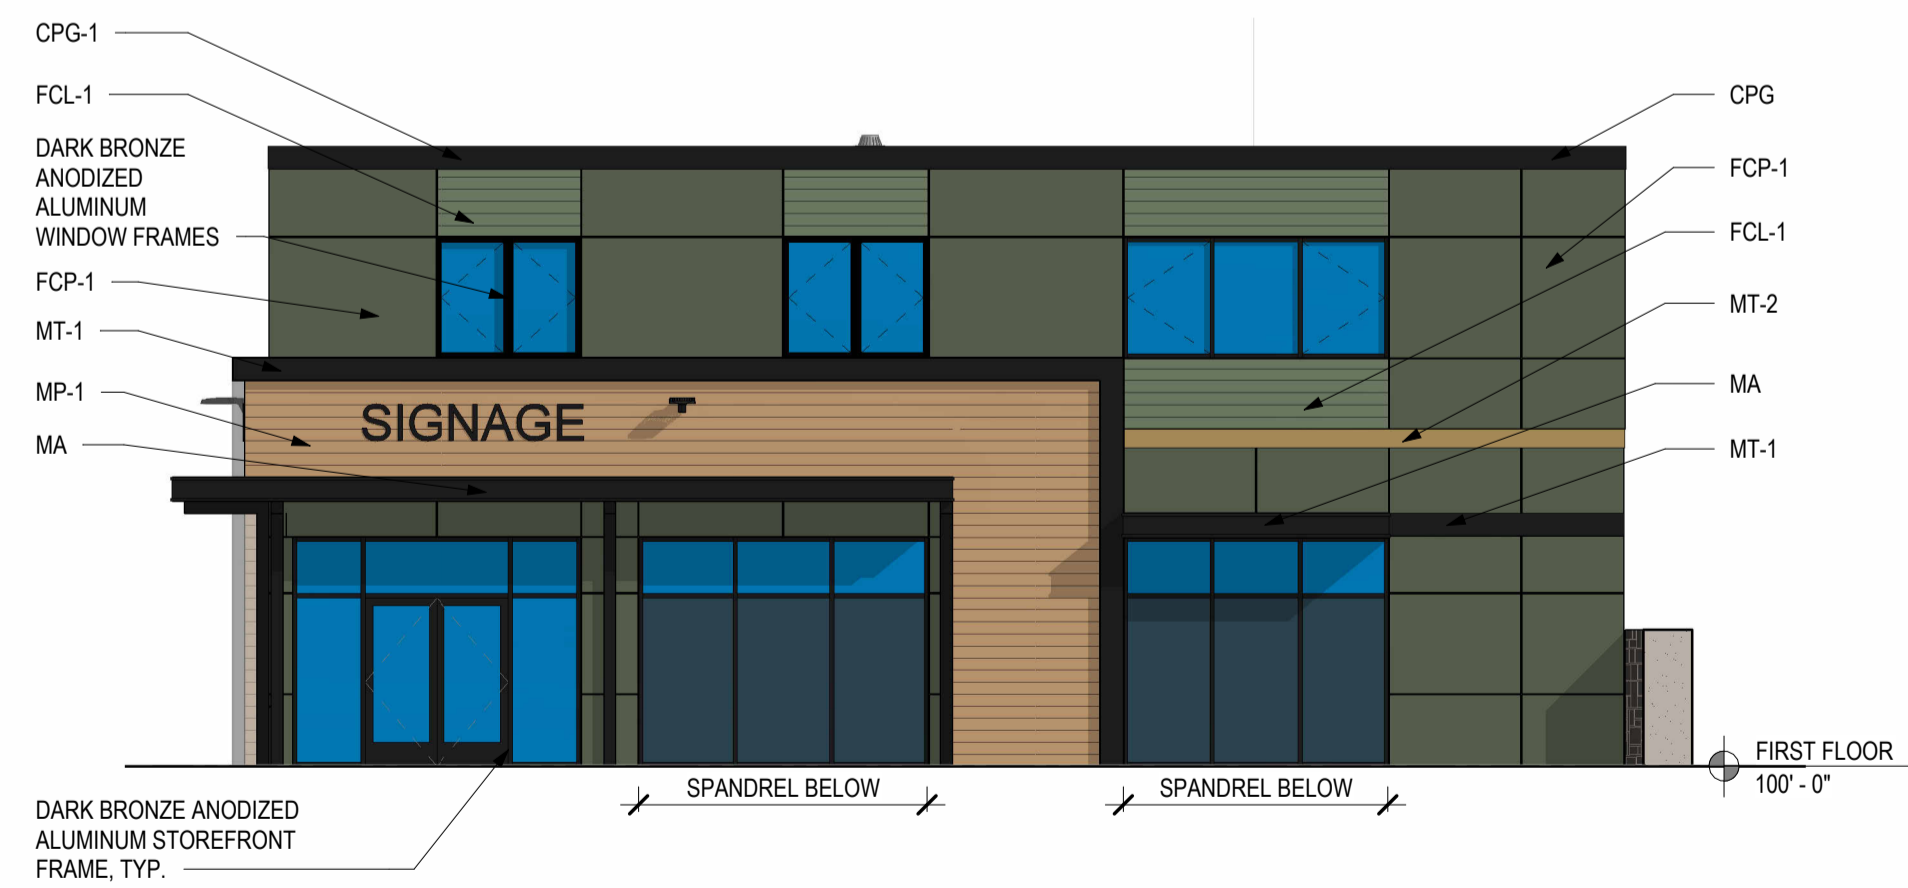 CPG-1
FCL-1
DARK BRONZE
ANODIZED
ALUMINUM
WINDOW FRAMES
FCP-1
MT-1
MP-1
MA
DARK BRONZE ANODIZED
ALUMINUM STOREFRONT
FRAME, TYP.
SIGNAGE
SPANDREL BELOW
SPANDREL BELOW
CPG
FCP-1
FCL-1
MT-2
MA
MT-1
FIRST FLOOR
100' - 0"